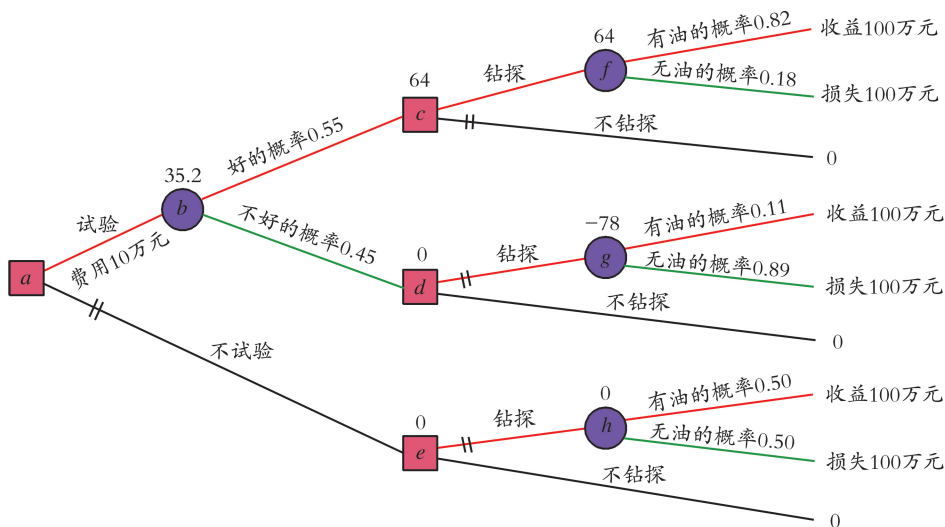 有油的概率0.82
收益100万元
64
钻探
f
无油的概率0.18
损失100万元
64
c
不钻探
0
好的概率0.55
35.2
b
试验
费用10万元
不好的概率0.45
a
有油的概率0.11
收益100万元
-78
钻探
g
无油的概率0.89
损失100万元
0
d
不钻探
0
不试验
有油的概率0.50
收益100万元
0
钻探
h
无油的概率0.50
损失100万元
0
e
不钻探
0